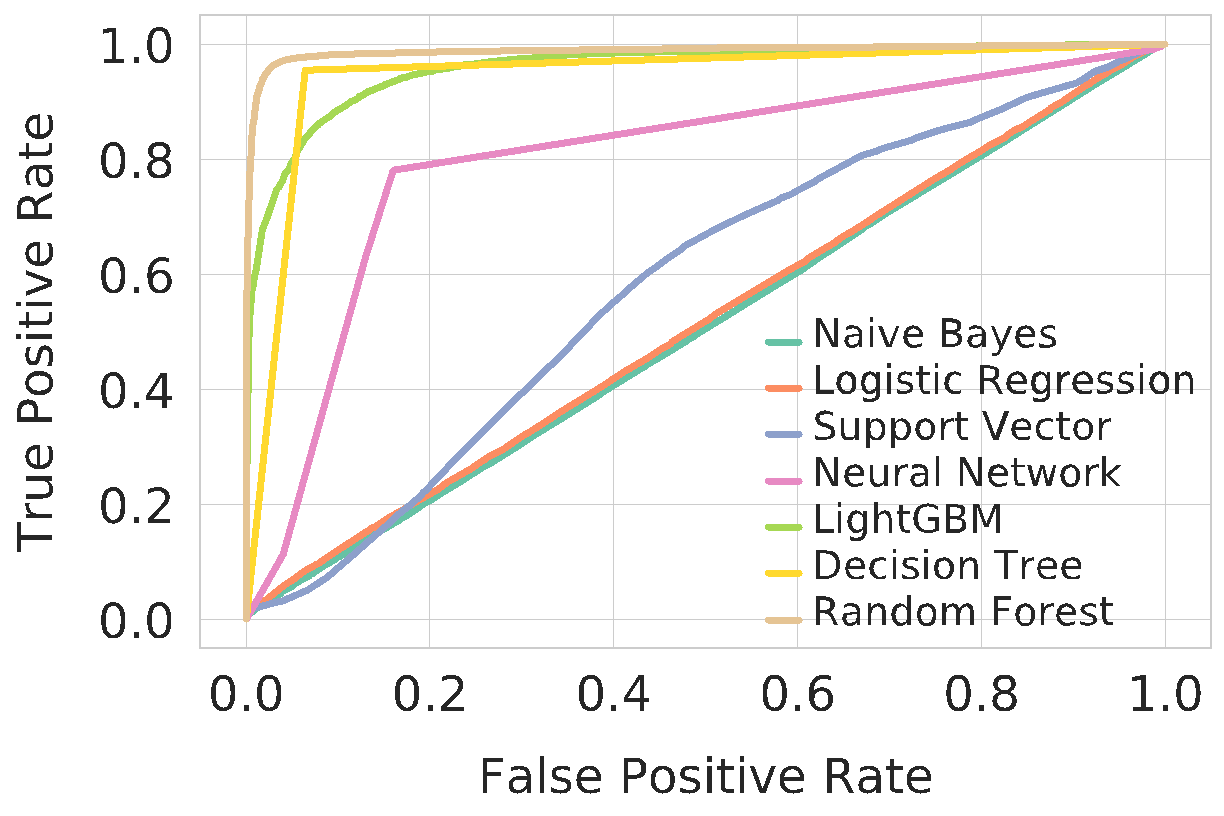 True Positive Rate
1.0
0.8
0.6
0.4
0.2
0.0
Naive Bayes
Logistic Regression
Support Vector
Neural Network
LightGBM
Decision Tree
Random Forest
0.0 0.2 0.4 0.6 0.8 1.0
False Positive Rate